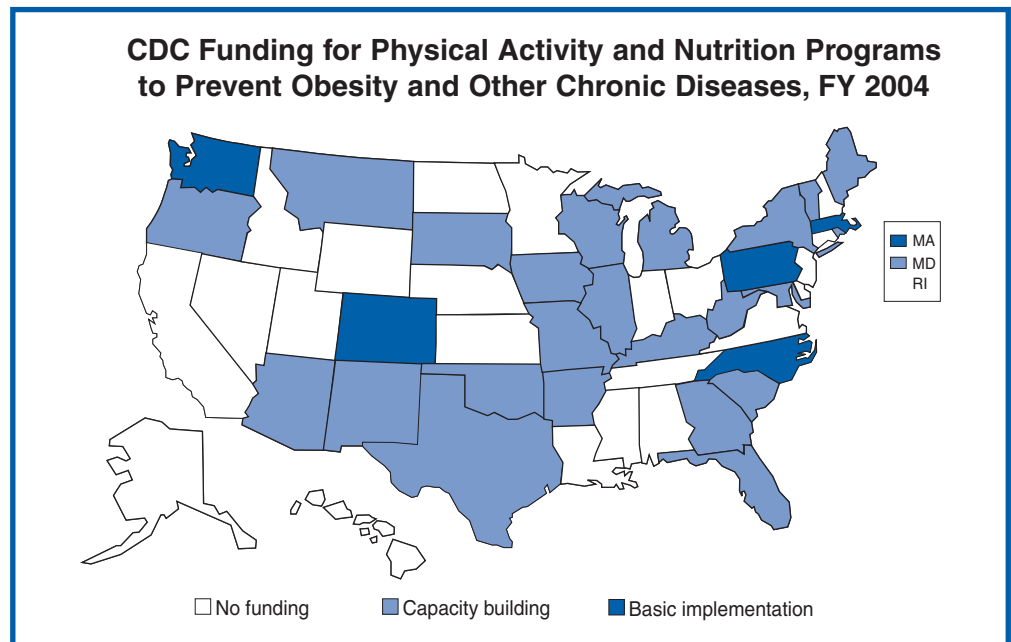 CDC Funding for Physical Activity and Nutrition Programs
to Prevent Obesity and Other Chronic Diseases, FY 2004
MA
MD
RI
No funding
Capacity building
Basic implementation